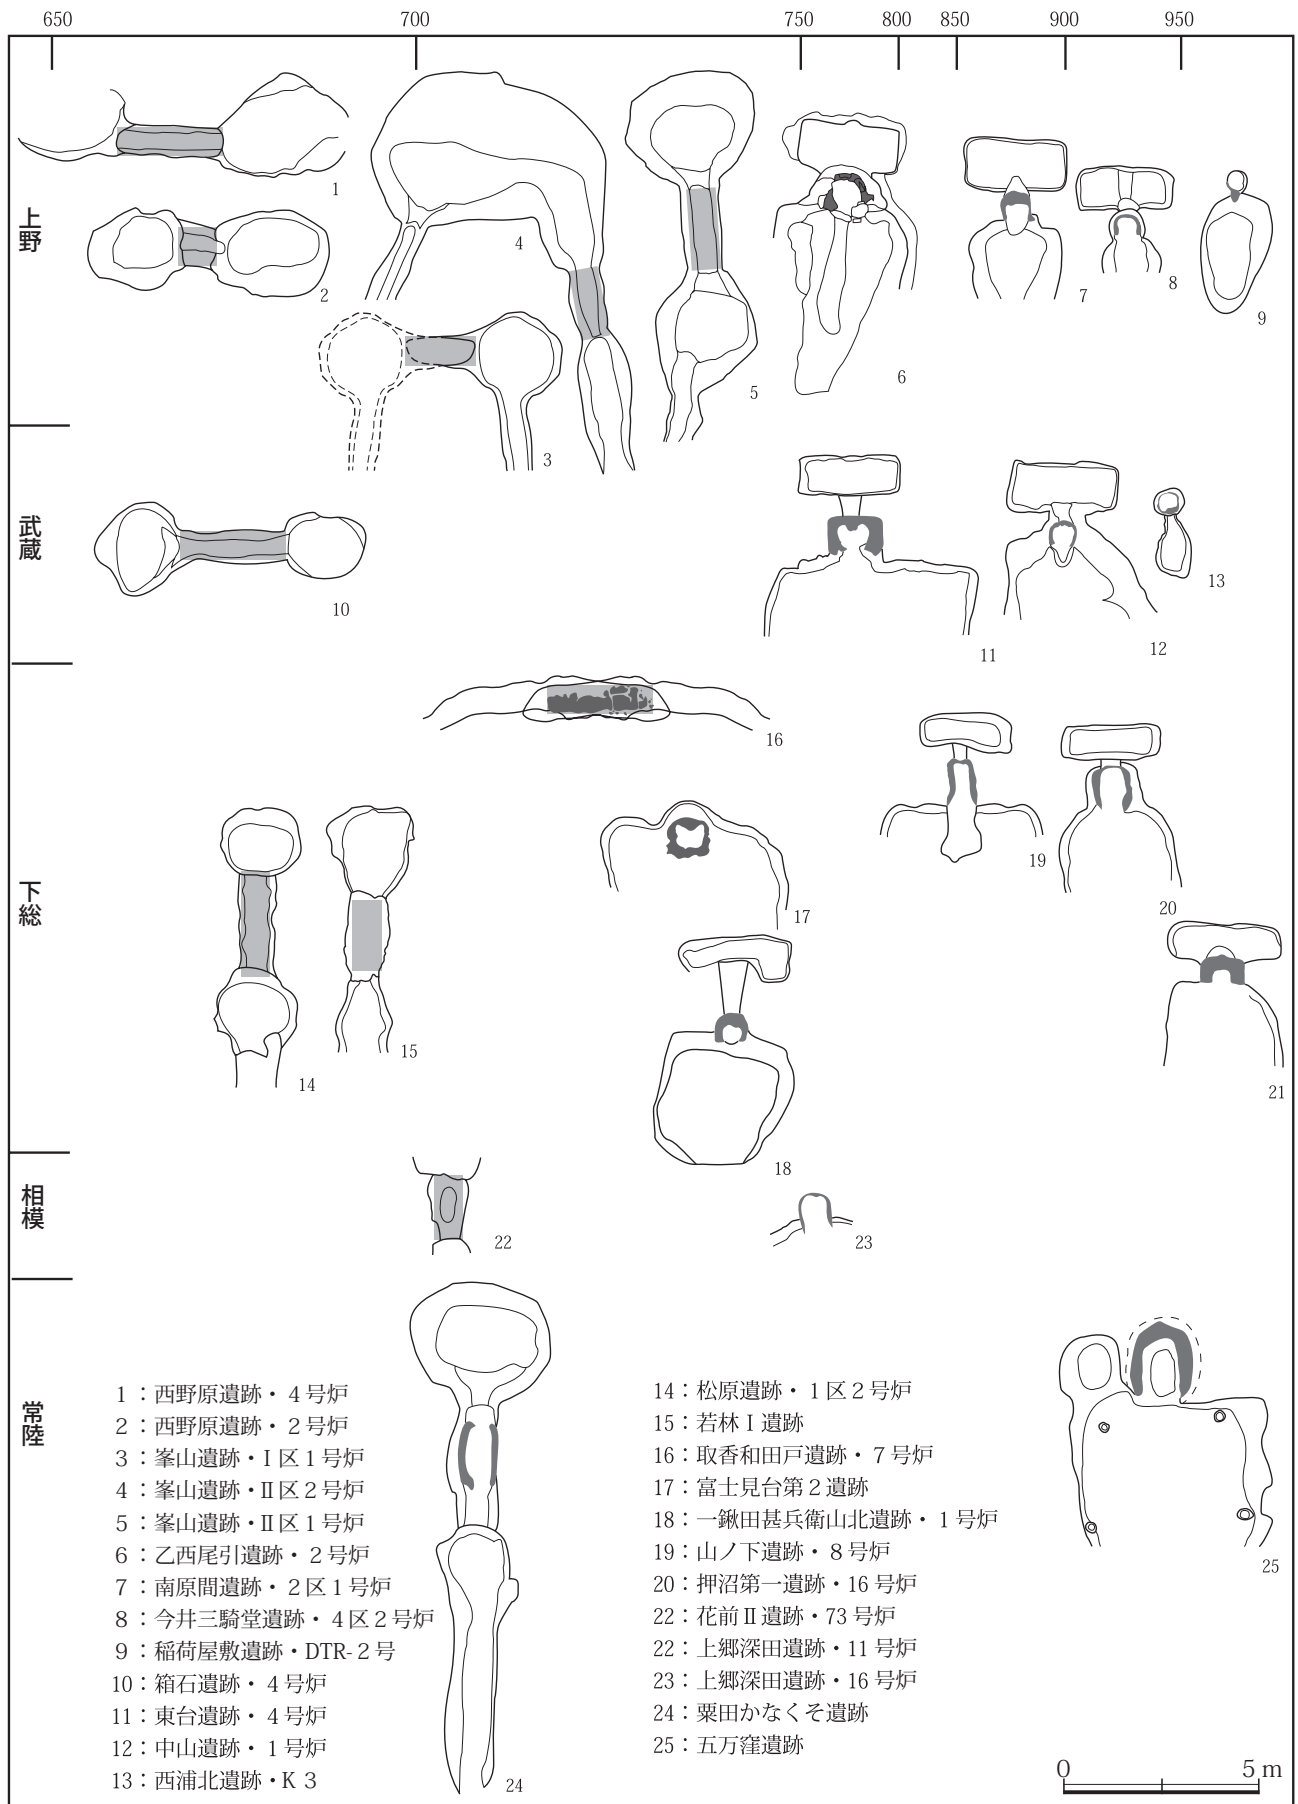 650 700 750 800 850 900 950
上野
1
2
3
4
5
6
7
8
9
武蔵
10
11
12
13
下総
14
15
16
17
18
19
20
21
相模
22
23
常陸
24
25
1：西野原遺跡・4号炉
2：西野原遺跡・2号炉
3：峯山遺跡・Ⅰ区1号炉
4：峯山遺跡・Ⅱ区2号炉
5：峯山遺跡・Ⅱ区1号炉
6：乙西尾引遺跡・2号炉
7：南原間遺跡・2区1号炉
8：今井三騎堂遺跡・4区2号炉
9：稲荷屋敷遺跡・DTR-2号
10：箱石遺跡・4号炉
11：東台遺跡・4号炉
12：中山遺跡・1号炉
13：西浦北遺跡・K3
14：松原遺跡・1区2号炉
15：若林Ⅰ遺跡
16：取香和田戸遺跡・7号炉
17：富士見台第2遺跡
18：一鍬田甚兵衛山北遺跡・1号炉
19：山ノ下遺跡・8号炉
20：押沼第一遺跡・16号炉
22：花前Ⅱ遺跡・73号炉
22：上郷深田遺跡・11号炉
23：上郷深田遺跡・16号炉
24：粟田かなくそ遺跡
25：五万窪遺跡
0 5m